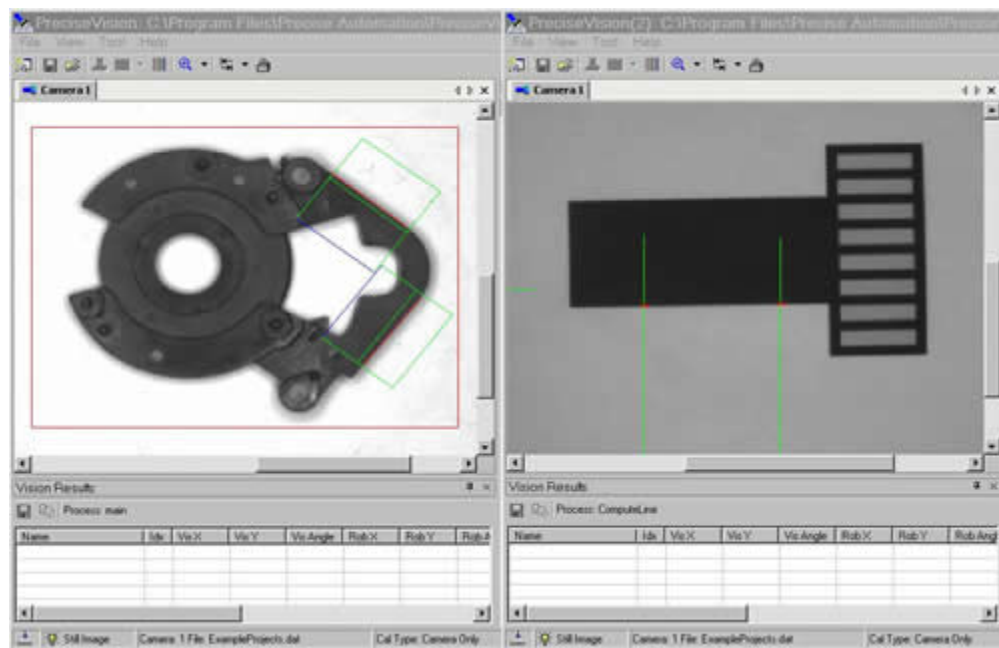 PreciseVision: C:\Program Files\Precise Automation\PreciseVi
File View Tool Help
Camera 1
Vision Results
Process: main
Name Idx Vis X Vis Y Vis Angle Rob X Rob Y Rob A
Still Image Camera: 1 File: ExampleProjects.dat Cal Type: Camera Only
PreciseVision(2): C:\Program Files\Precise Automation\Precise
File View Tool Help
Camera 1
Vision Results
Process: ComputeLine
Name Idx Vis X Vis Y Vis Angle Rob X Rob Y Rob Angl
Still Image Camera: 1 File: ExampleProjects.dat Cal Type: Camera Only